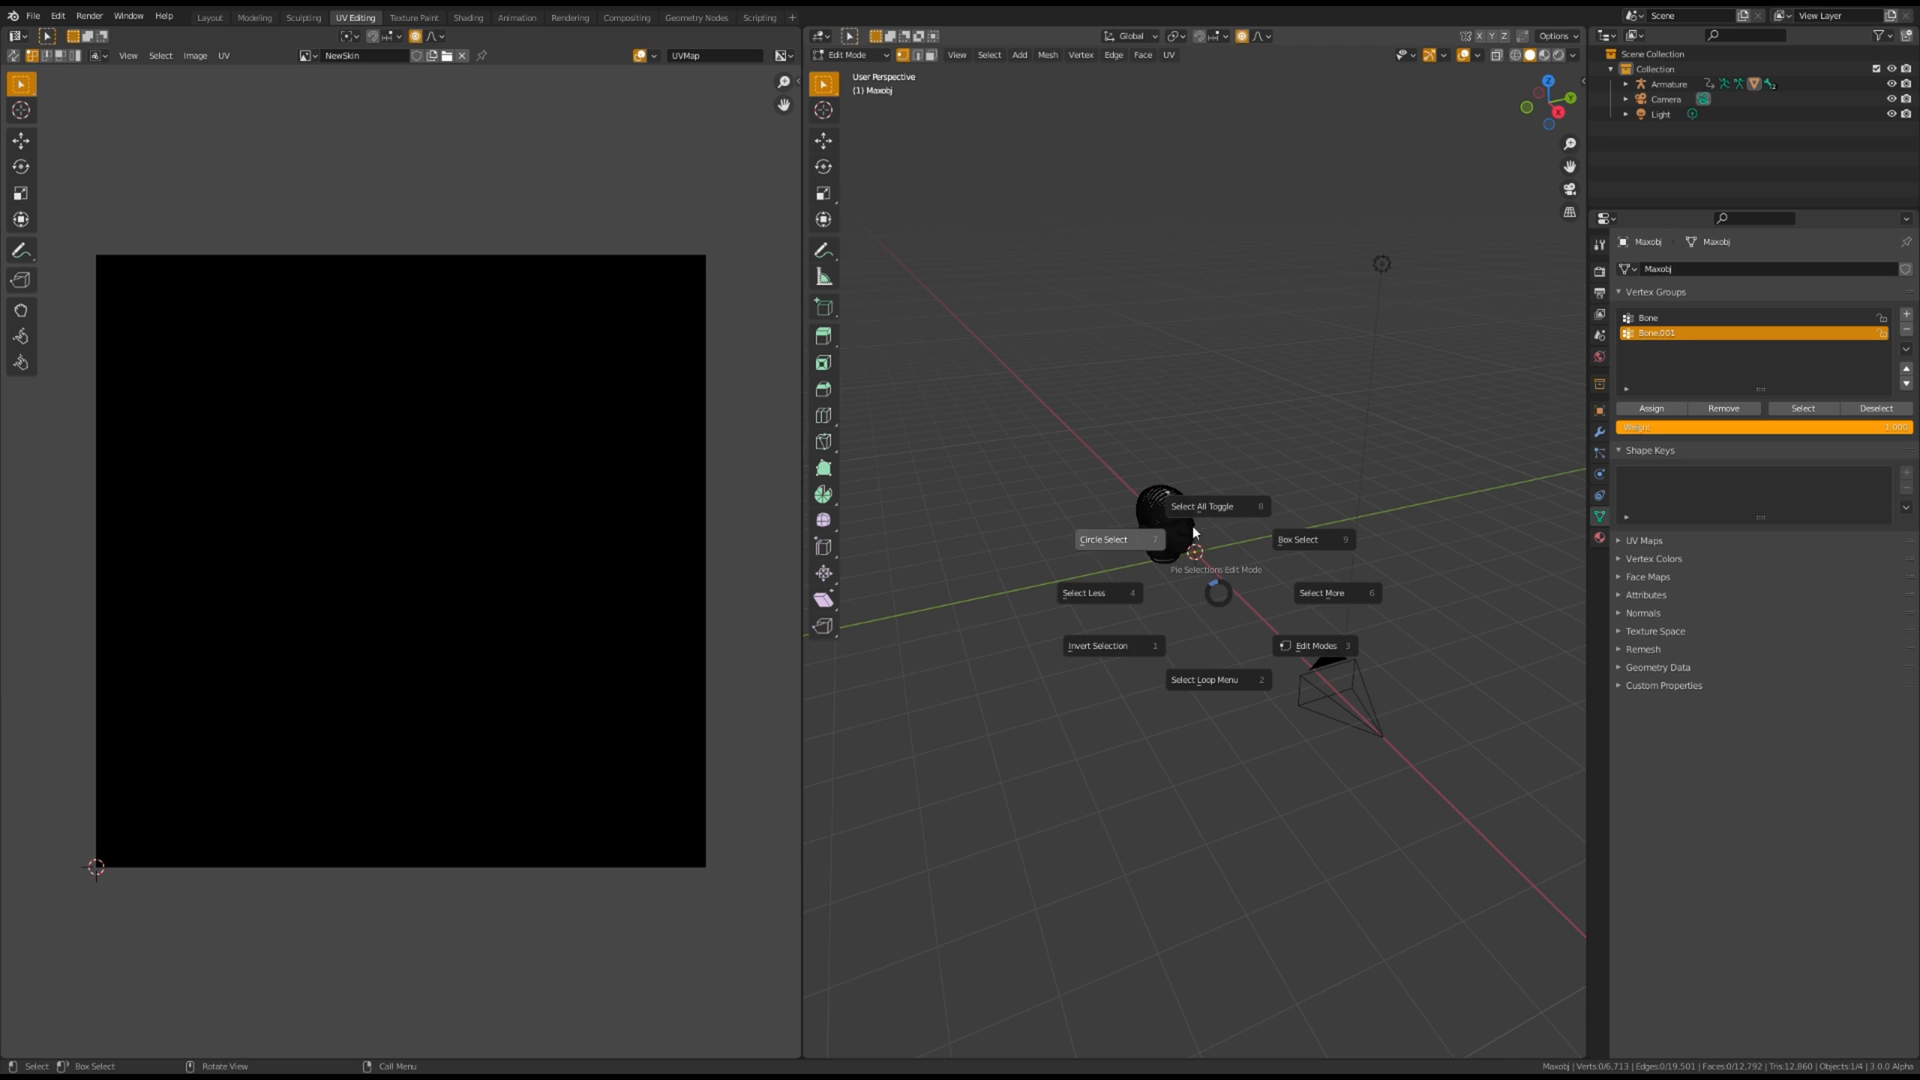 File Edit Render Window Help Layout Modeling Sculpting UV Editing Texture Paint Shading Animation Rendering Compositing Geometry Nodes Scripting + Scene View Layer
Global X Y Z Options
View Select Image UV NewSkin UVMap Edit Mode View Select Add Mesh Vertex Edge Face UV
Scene Collection
Collection
Armature 2
Camera
Light
User Perspective
(1) Maxobj
Z
Y
X
Maxobj Maxobj
Maxobj
Vertex Groups
Bone
Bone.001
Assign Remove Select Deselect
Weight 1.000
Shape Keys
UV Maps
Vertex Colors
Face Maps
Attributes
Normals
Texture Space
Remesh
Geometry Data
Custom Properties
Select All Toggle 8
Circle Select 7
Box Select 9
Pie Selections Edit Mode
Select Less 4
Select More 6
Invert Selection 1
Edit Modes 3
Select Loop Menu 2
Select Box Select Rotate View Call Menu
Maxobj | Verts:0/6,713 | Edges:0/19,501 | Faces:0/12,792 | Tris:12,860 | Objects:1/4 | 3.0.0 Alpha